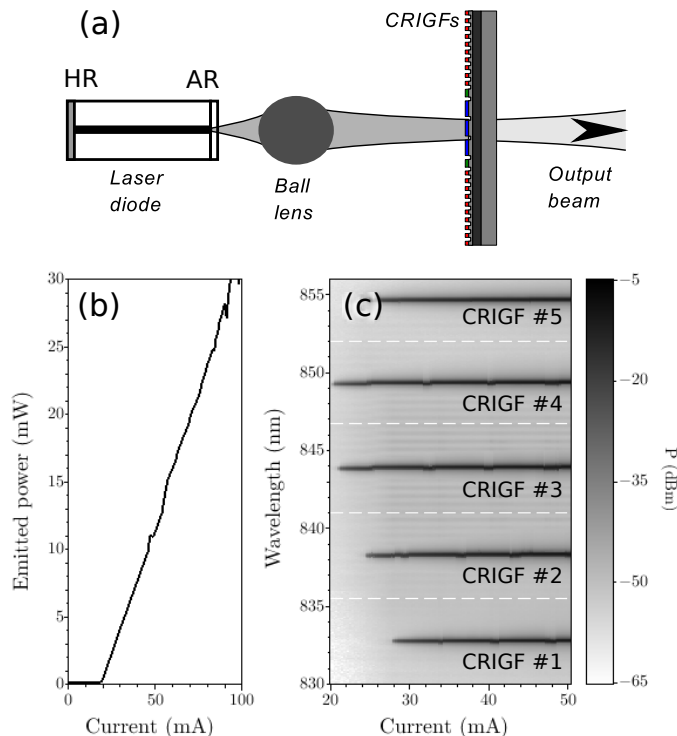 (a)
CRIGFs
HR
AR
Laser
diode
Ball
lens
Output
beam
(b)
Emitted power (mW)
30
25
20
15
10
5
0
0
50
100
Current (mA)
(c)
Wavelength (nm)
855
850
845
840
835
830
CRIGF #5
CRIGF #4
CRIGF #3
CRIGF #2
CRIGF #1
20
30
40
50
Current (mA)
−5
−20
−35
−50
−65
P (dBm)